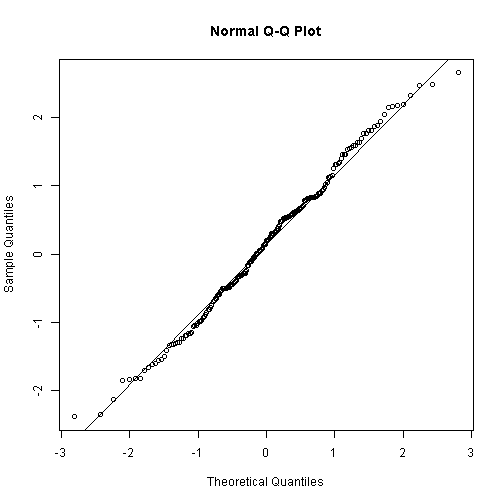 Normal Q-Q Plot
Sample Quantiles
2
1
0
-1
-2
-3 -2 -1 0 1 2 3
Theoretical Quantiles